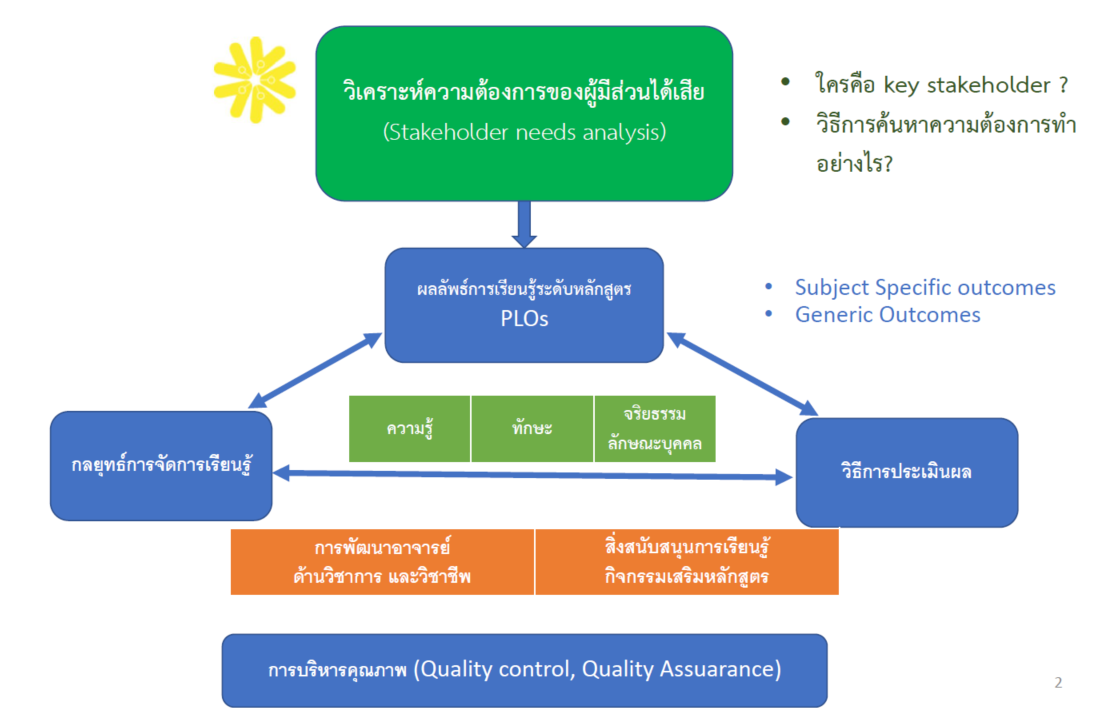 วิเคราะห์ความต้องการของผู้มีส่วนได้เสีย
(Stakeholder needs analysis)
• ใครคือ key stakeholder ?
• วิธีการค้นหาความต้องการทำ
อย่างไร?
ผลลัพธ์การเรียนรู้ระดับหลักสูตร
PLOs
• Subject Specific outcomes
• Generic Outcomes
ความรู้
ทักษะ
จริยธรรม
ลักษณะบุคคล
กลยุทธ์การจัดการเรียนรู้
วิธีการประเมินผล
การพัฒนาอาจารย์
ด้านวิชาการ และวิชาชีพ
สิ่งสนับสนุนการเรียนรู้
กิจกรรมเสริมหลักสูตร
การบริหารคุณภาพ (Quality control, Quality Assuarance)
2